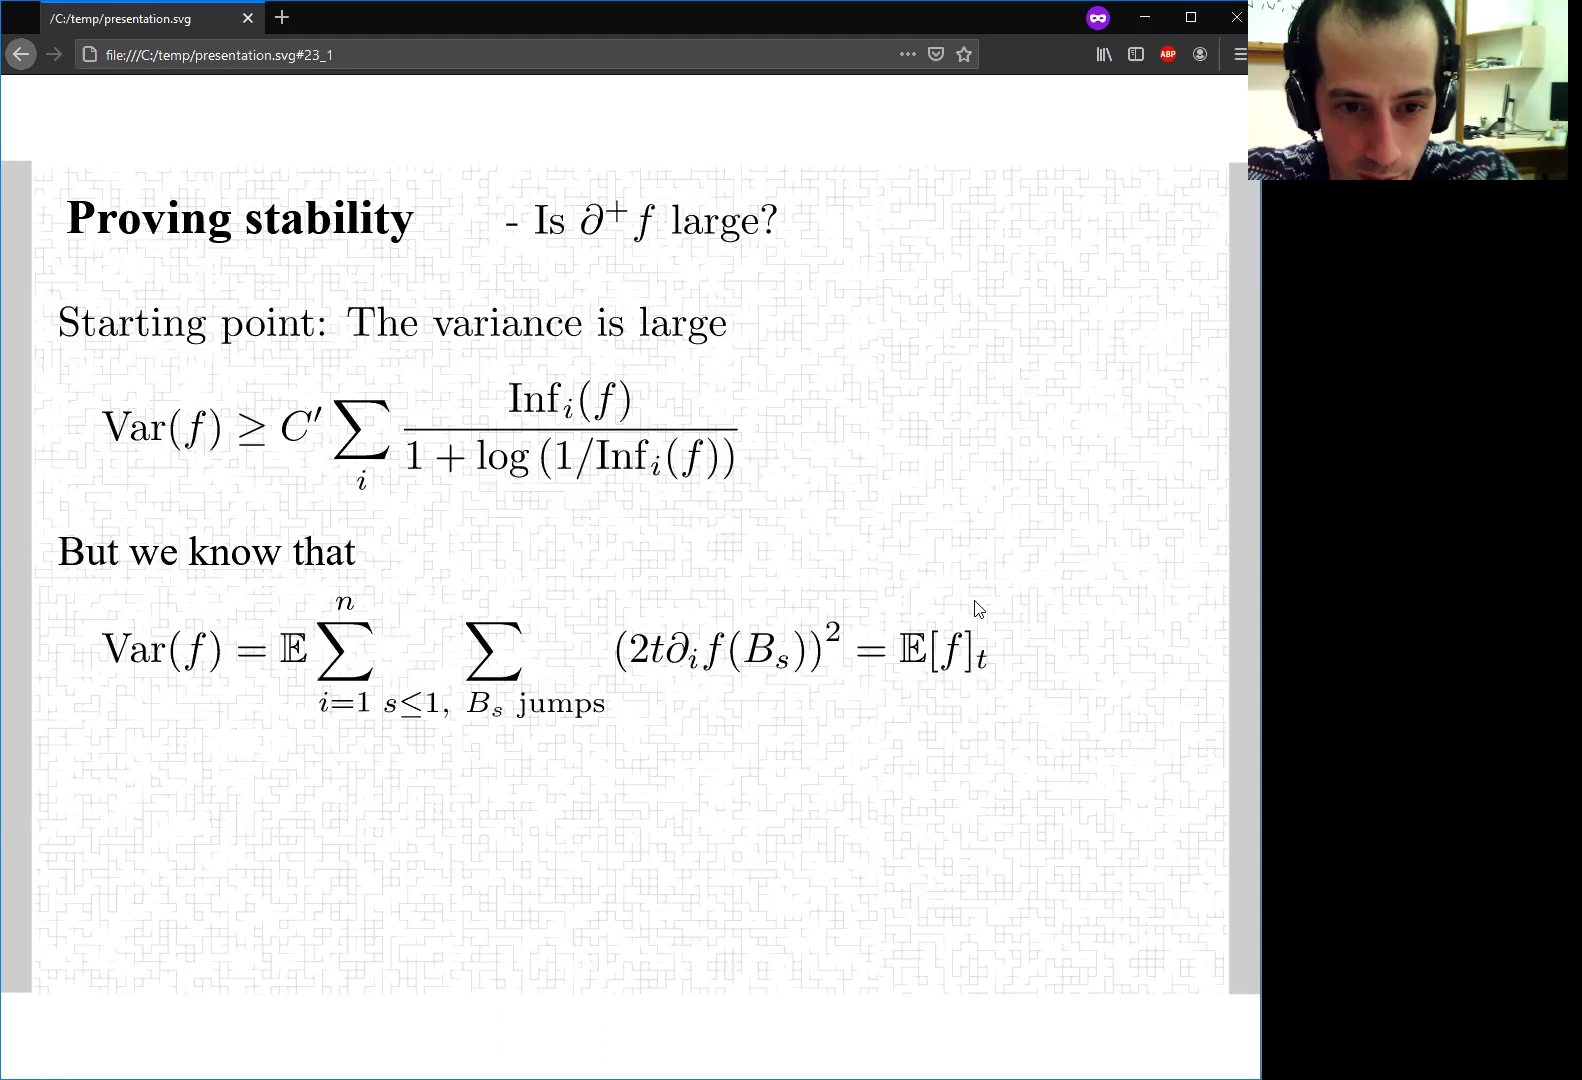 /C:/temp/presentation.svg
file:///C:/temp/presentation.svg#23_1
ABP
Proving stability - Is ∂⁺f large?
Starting point: The variance is large
Var(f) ≥ C′ ∑_i Inf_i(f) / (1 + log (1/Inf_i(f)))
But we know that
Var(f) = 𝔼 ∑_{i=1}^{n} ∑_{s≤1, B_s jumps} (2t∂_i f(B_s))² = 𝔼[f]_t